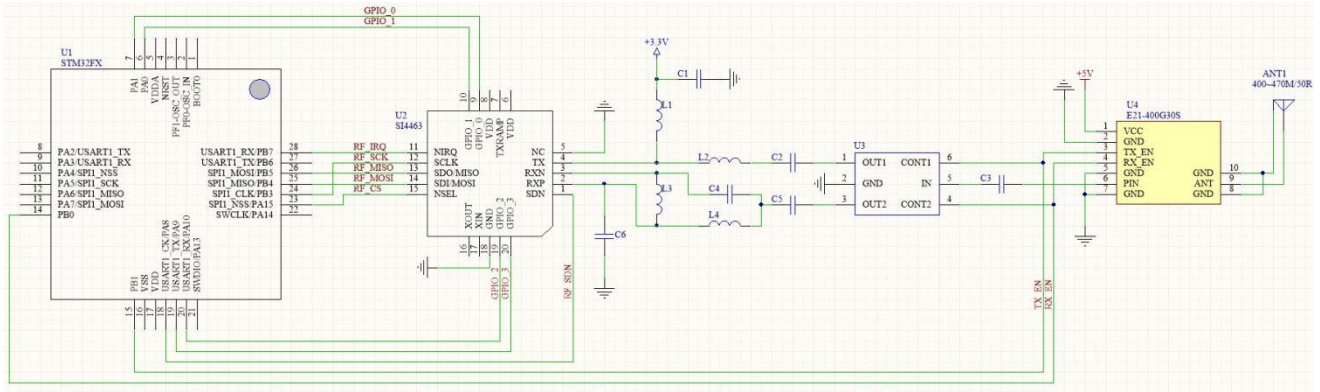 GPIO_0
GPIO_1
U1
STM32FX
7 6 5 4 3 2 1
PA1
PA0
VDDA
NRST
PF1-OSC_OUT
PF0-OSC_IN
BOOT0
8 PA2/USART1_TX
9 PA3/USART1_RX
10 PA4/SPI1_NSS
11 PA5/SPI1_SCK
12 PA6/SPI1_MISO
13 PA7/SPI1_MOSI
14 PB0
USART1_RX/PB7 28
USART1_TX/PB6 27
SPI1_MOSI/PB5 26
SPI1_MISO/PB4 25
SPI1_CLK/PB3 24
SPI1_NSS/PA15 23
SWCLK/PA14 22
PB1
VSS
VDD
USART1_CK/PA8
USART1_TX/PA9
USART1_RX/PA10
SWDIO/PA13
15 16 17 18 19 20 21
RF_IRQ
RF_SCK
RF_MISO
RF_MOSI
RF_CS
U2
SI4463
10 9 8 7 6
GPIO_1
GPIO_0
VDD
TXRAMP
VDD
11 NIRQ
12 SCLK
13 SDO/MISO
14 SDI/MOSI
15 NSEL
NC 5
TX 4
RXN 3
RXP 2
SDN 1
XOUT
XIN
GND
GPIO_2
GPIO_3
16 17 18 19 20
GPIO_2
GPIO_3
RF_SDN
+3.3V
C1
L1
L2
C2
L3
C4
C5
L4
C6
U3
1 OUT1 CONT1 6
2 GND IN 5
3 OUT2 CONT2 4
C3
TX_EN
RX_EN
+5V
U4
E21-400G30S
1 VCC
2 GND
3 TX_EN
4 RX_EN
5 GND
6 PIN
7 GND
GND 10
ANT 9
GND 8
ANT1
400~470M/50R